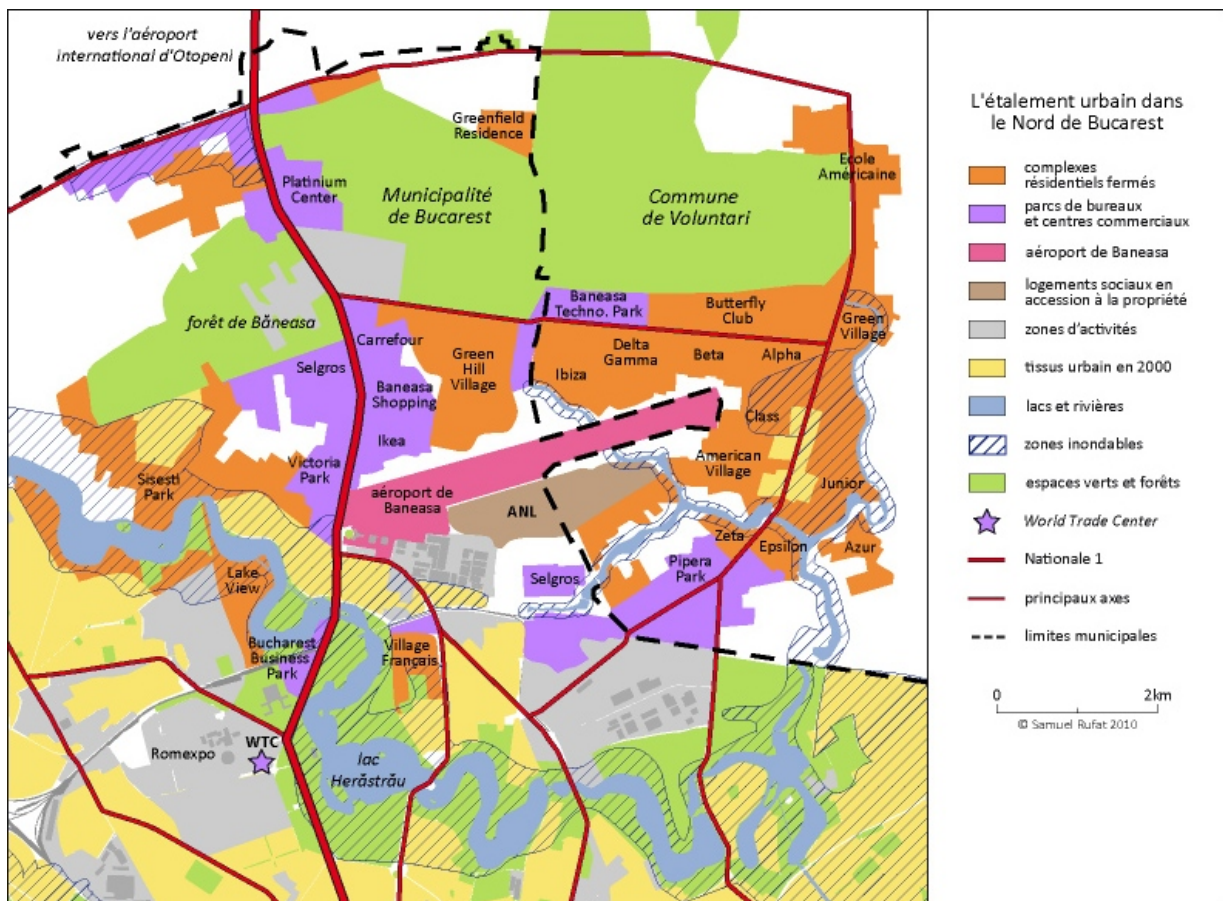 vers l'aéroport
international d'Otopeni
Greenfield
Residence
Ecole
Américaine
Platinium
Center
Municipalité
de Bucarest
Commune
de Voluntari
forêt de Băneasa
Baneasa
Techno. Park
Butterfly
Club
Green
Village
Carrefour
Selgros
Green
Hill
Village
Delta
Gamma
Beta
Alpha
Ibiza
Baneasa
Shopping
Ikea
Class
Victoria
Park
American
Village
Sisesti
Park
Junior
aéroport de
Baneasa
ANL
Zeta
Epsilon
Azur
Lake
View
Selgros
Pipera
Park
Bucharest
Business
Park
Village
Français
Romexpo
WTC
lac
Herăstrău
L'étalement urbain dans
le Nord de Bucarest
complexes
résidentiels fermés
parcs de bureaux
et centres commerciaux
aéroport de Baneasa
logements sociaux en
accession à la propriété
zones d'activités
tissus urbain en 2000
lacs et rivières
zones inondables
espaces verts et forêts
World Trade Center
Nationale 1
principaux axes
limites municipales
0 2km
© Samuel Rufat 2010